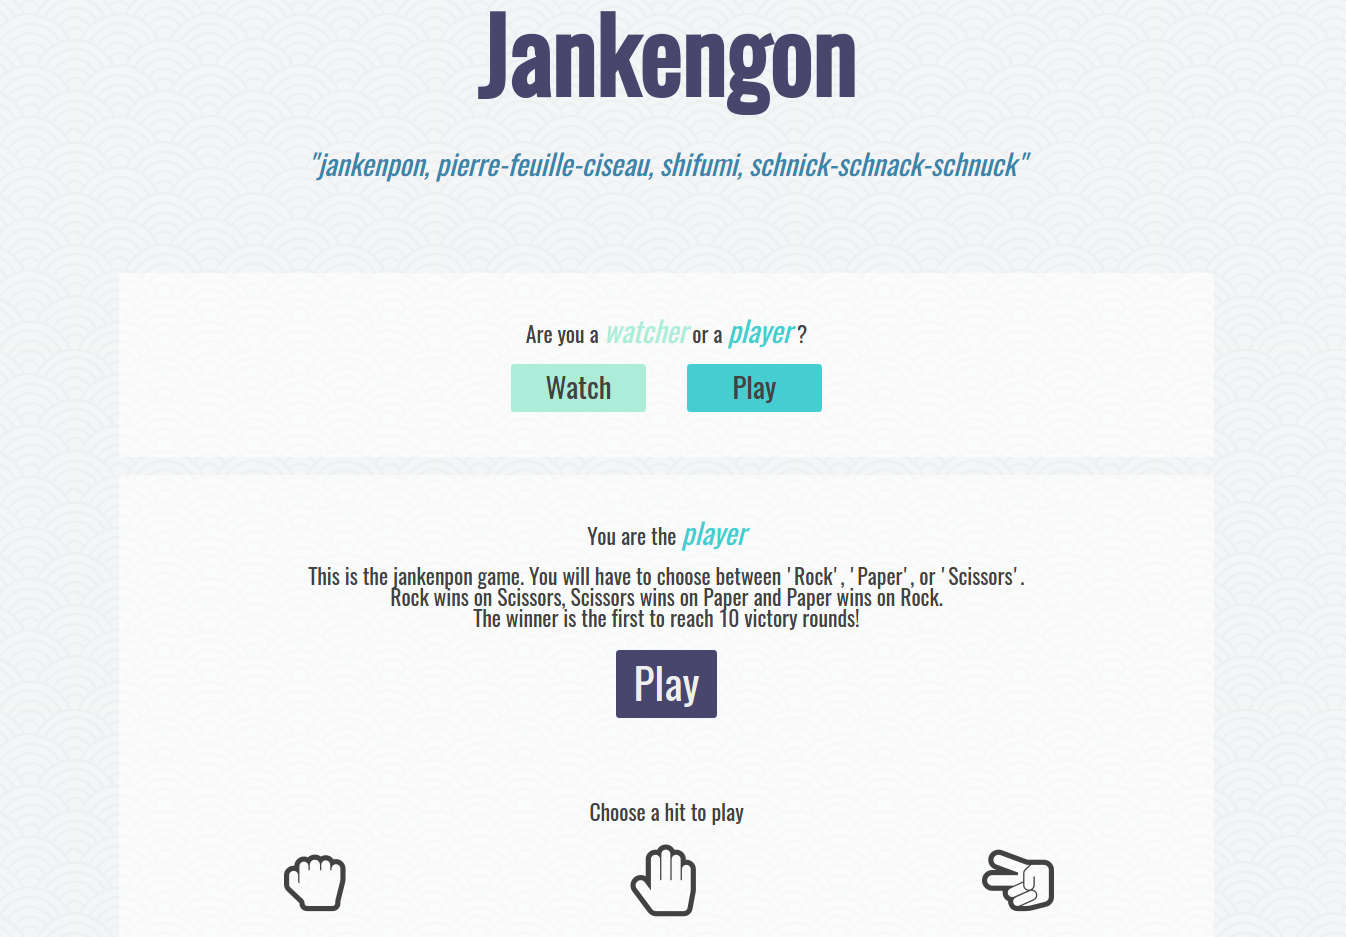 Jankengon
"jankenpon, pierre-feuille-ciseau, shifumi, schnick-schnack-schnuck"
Are you a watcher or a player ?
Watch
Play
You are the player
This is the jankenpon game. You will have to choose between 'Rock', 'Paper', or 'Scissors'.
Rock wins on Scissors, Scissors wins on Paper and Paper wins on Rock.
The winner is the first to reach 10 victory rounds!
Play
Choose a hit to play